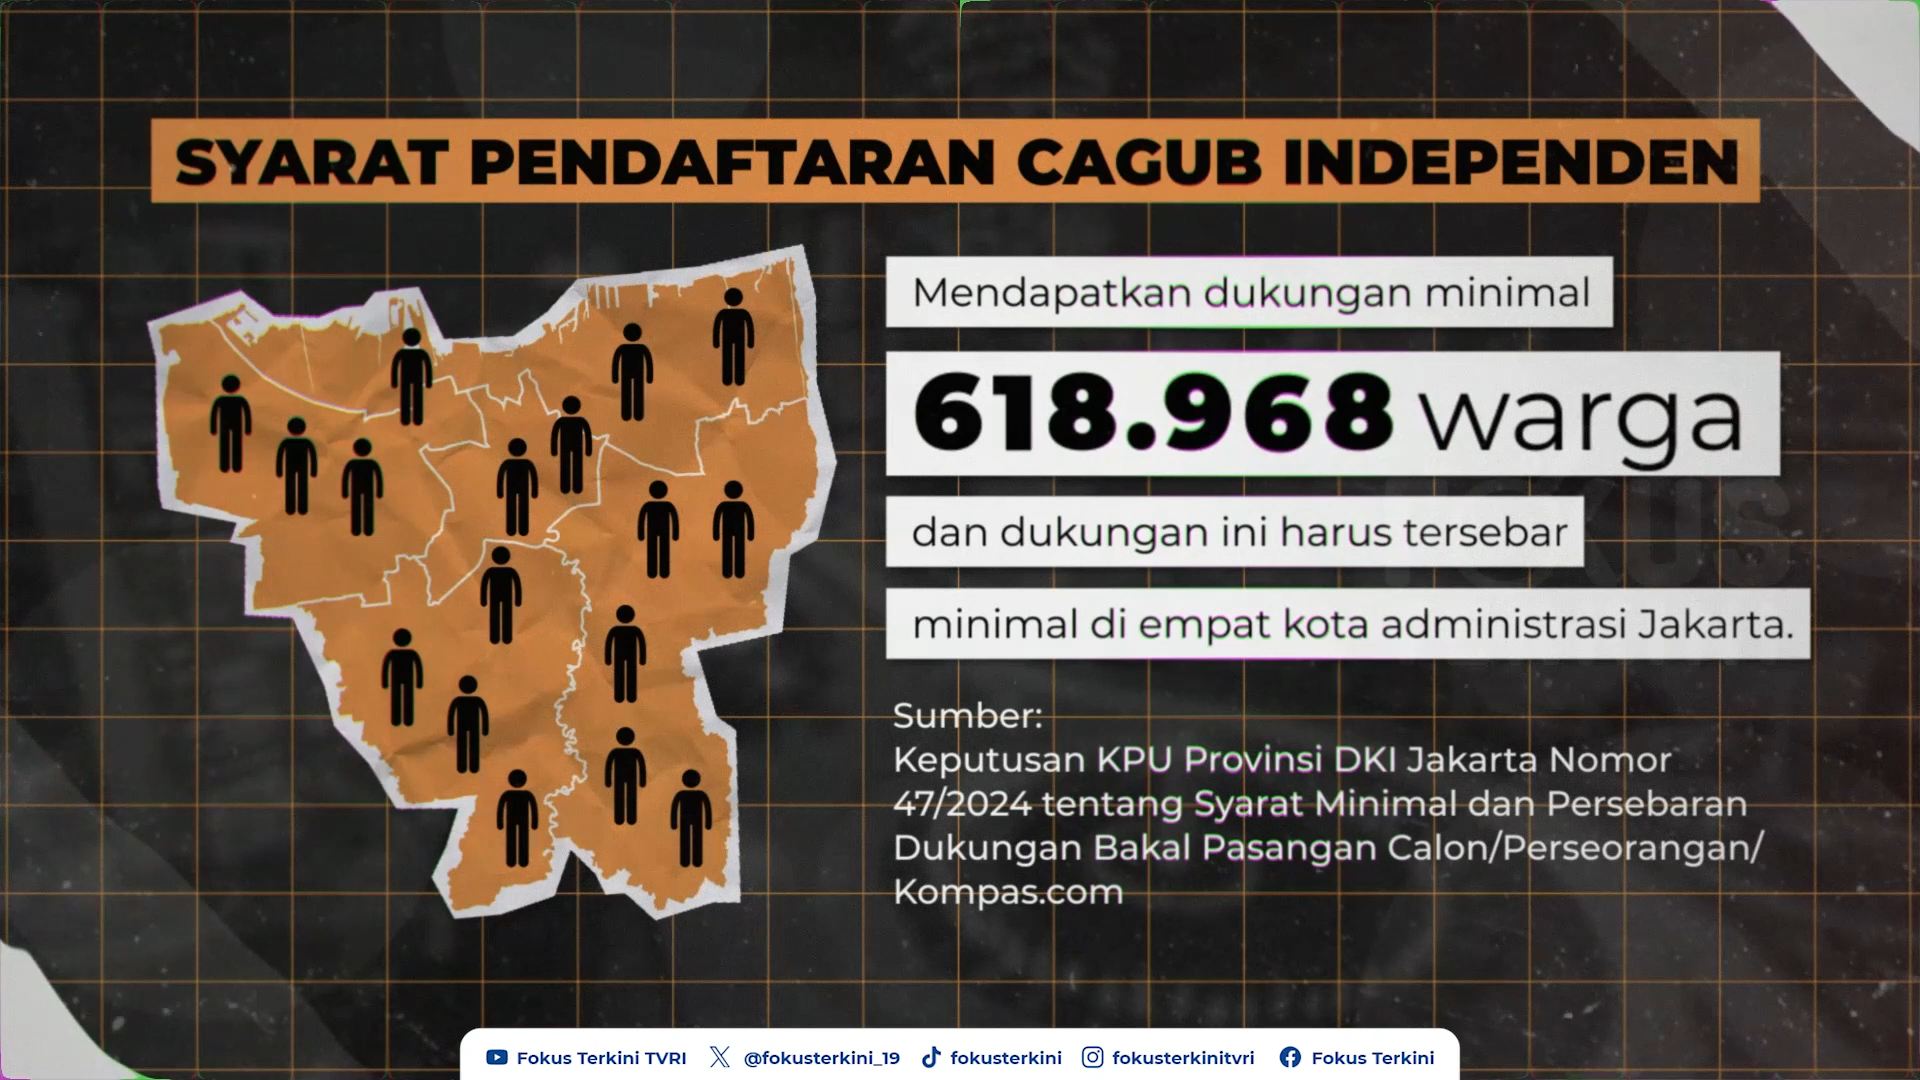 SYARAT PENDAFTARAN CAGUB INDEPENDEN
Mendapatkan dukungan minimal
618.968 warga
dan dukungan ini harus tersebar
minimal di empat kota administrasi Jakarta.
Sumber:
Keputusan KPU Provinsi DKI Jakarta Nomor
47/2024 tentang Syarat Minimal dan Persebaran
Dukungan Bakal Pasangan Calon/Perseorangan/
Kompas.com
FOKUS
Fokus Terkini TVRI @fokusterkini_19 fokusterkini fokusterkinitvri Fokus Terkini